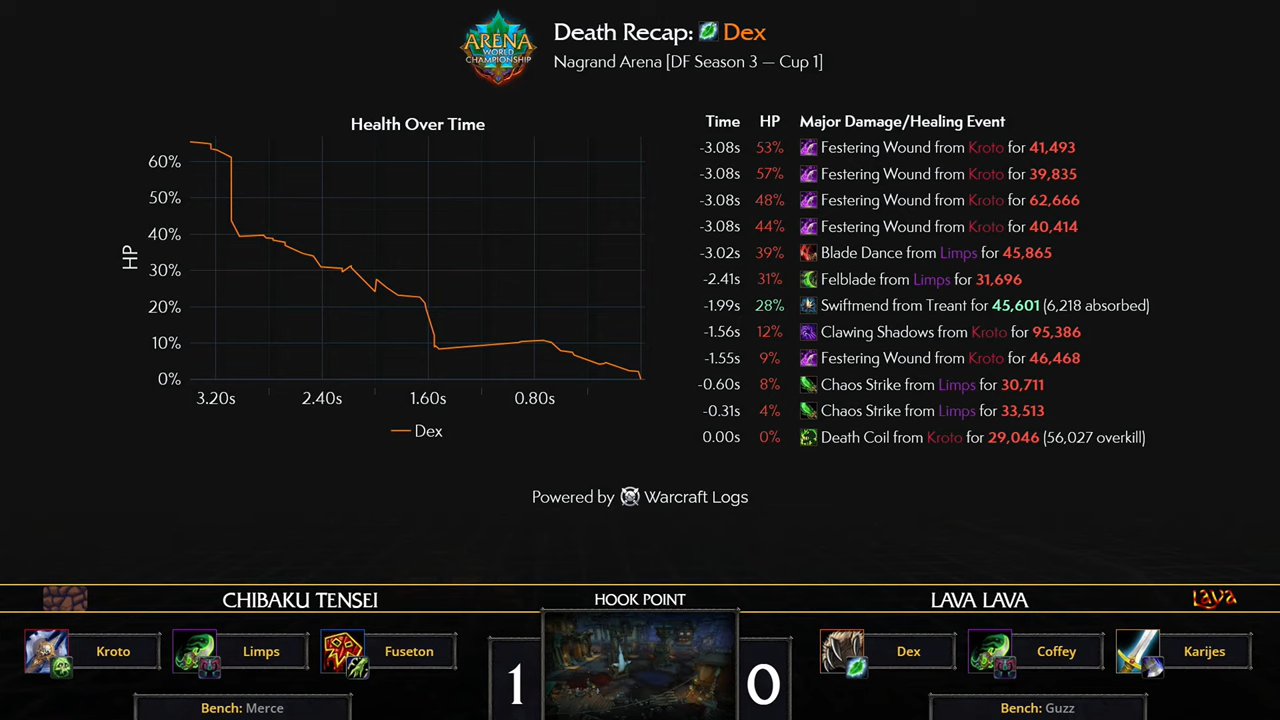 ARENA
WORLD
CHAMPIONSHIP
Death Recap: Dex
Nagrand Arena [DF Season 3 — Cup 1]
Health Over Time
HP
60%
50%
40%
30%
20%
10%
0%
3.20s 2.40s 1.60s 0.80s
Dex
Time HP Major Damage/Healing Event
-3.08s 53% Festering Wound from Kroto for 41,493
-3.08s 57% Festering Wound from Kroto for 39,835
-3.08s 48% Festering Wound from Kroto for 62,666
-3.08s 44% Festering Wound from Kroto for 40,414
-3.02s 39% Blade Dance from Limps for 45,865
-2.41s 31% Felblade from Limps for 31,696
-1.99s 28% Swiftmend from Treant for 45,601 (6,218 absorbed)
-1.56s 12% Clawing Shadows from Kroto for 95,386
-1.55s 9% Festering Wound from Kroto for 46,468
-0.60s 8% Chaos Strike from Limps for 30,711
-0.31s 4% Chaos Strike from Limps for 33,513
0.00s 0% Death Coil from Kroto for 29,046 (56,027 overkill)
Powered by Warcraft Logs
CHIBAKU TENSEI
HOOK POINT
LAVA LAVA
Lava
Kroto
Limps
Fuseton
1
0
Dex
Coffey
Karijes
Bench: Merce
Bench: Guzz